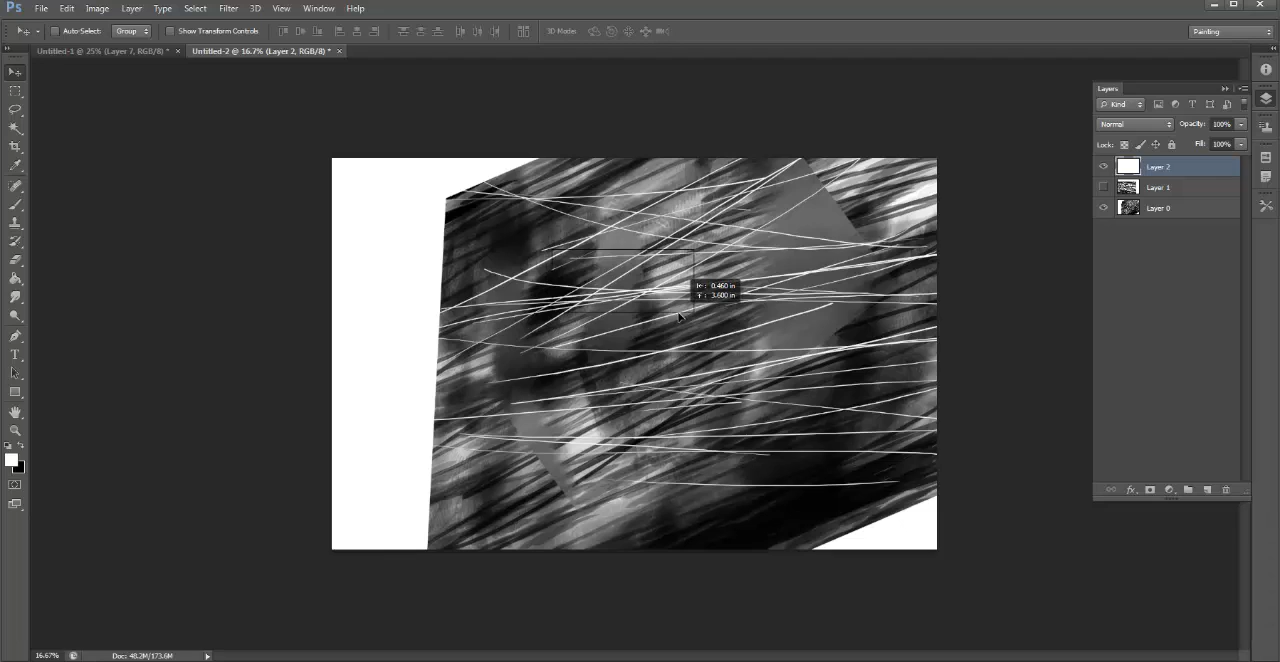 Ps File Edit Image Layer Type Select Filter 3D View Window Help
Auto-Select: Group Show Transform Controls 3D Mode: Painting
Untitled-1 @ 25% (Layer 7, RGB/8) * × Untitled-2 @ 16.7% (Layer 2, RGB/8) * ×
Layers
Kind
Normal Opacity: 100%
Lock: Fill: 100%
Layer 2
Layer 1
Layer 0
0.460 in
3.600 in
16.67% Doc: 48.2M/173.6M